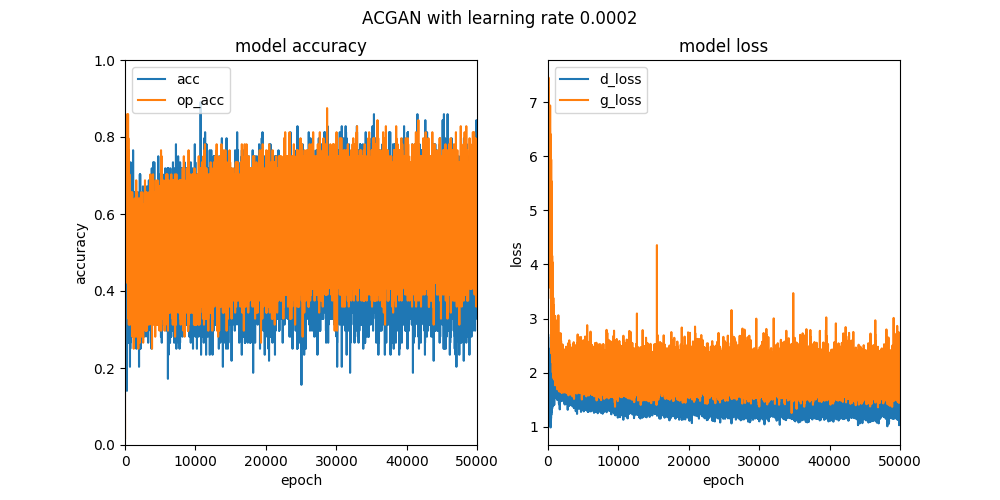 ACGAN with learning rate 0.0002
model accuracy
1.0
0.8
0.6
0.4
0.2
0.0
accuracy
acc
op_acc
0 10000 20000 30000 40000 50000
epoch
model loss
7
6
5
4
3
2
1
loss
d_loss
g_loss
0 10000 20000 30000 40000 50000
epoch